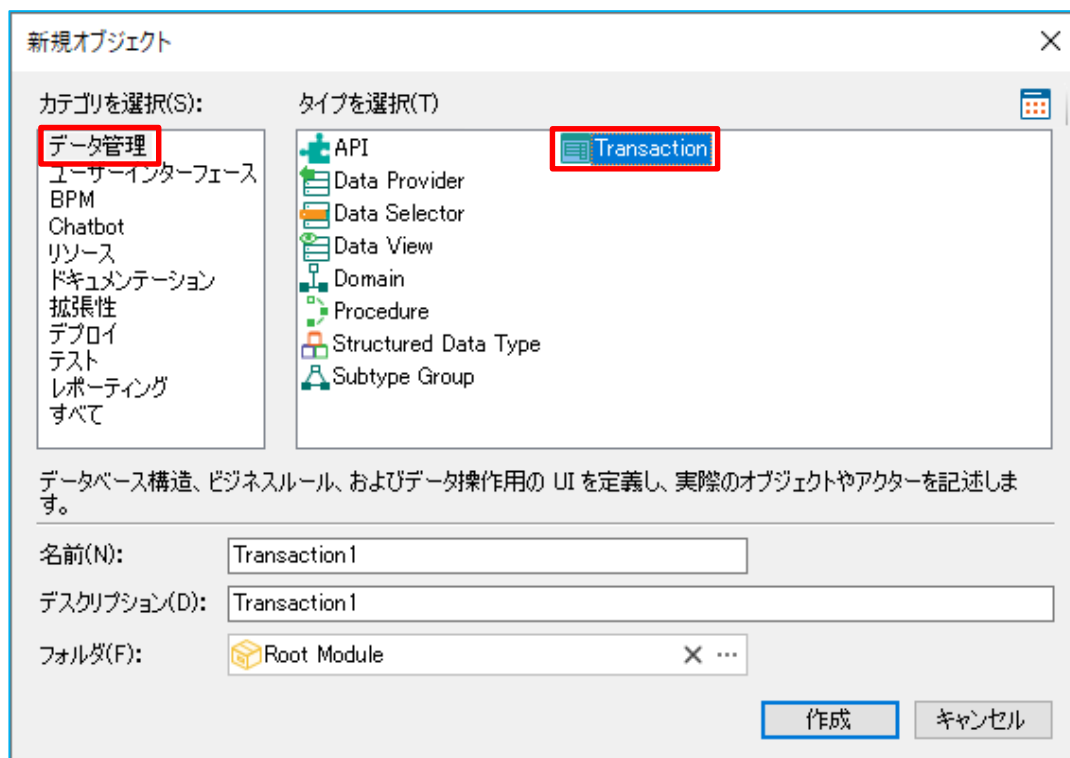 新規オブジェクト
カテゴリを選択(S):
タイプを選択(T)
データ管理
ユーザーインターフェース
BPM
Chatbot
リソース
ドキュメンテーション
拡張性
デプロイ
テスト
レポーティング
すべて
API
Data Provider
Data Selector
Data View
Domain
Procedure
Structured Data Type
Subtype Group
Transaction
データベース構造、ビジネスルール、およびデータ操作用の UI を定義し、実際のオブジェクトやアクターを記述しま
す。
名前(N):
Transaction1
デスクリプション(D):
Transaction1
フォルダ(F):
Root Module
作成
キャンセル